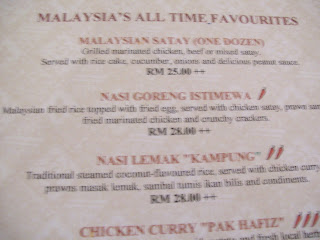 MALAYSIA'S ALL TIME FAVOURITES
MALAYSIAN SATAY (ONE DOZEN)
Grilled marinated chicken, beef or mixed satay.
Served with rice cake, cucumber, onions and delicious peanut sauce.
RM 25.00 ++
NASI GORENG ISTIMEWA
Malaysian fried rice topped with fried egg, served with chicken satay, prawn
fried marinated chicken and crunchy crackers.
RM 28.00 ++
NASI LEMAK "KAMPUNG"
Traditional steamed coconut-flavoured rice, served with chicken curry
prawns masak lemak, sambal tumis ikan bilis and condiments.
RM 28.00 ++
CHICKEN CURRY "PAK HAFIZ"
and fresh local